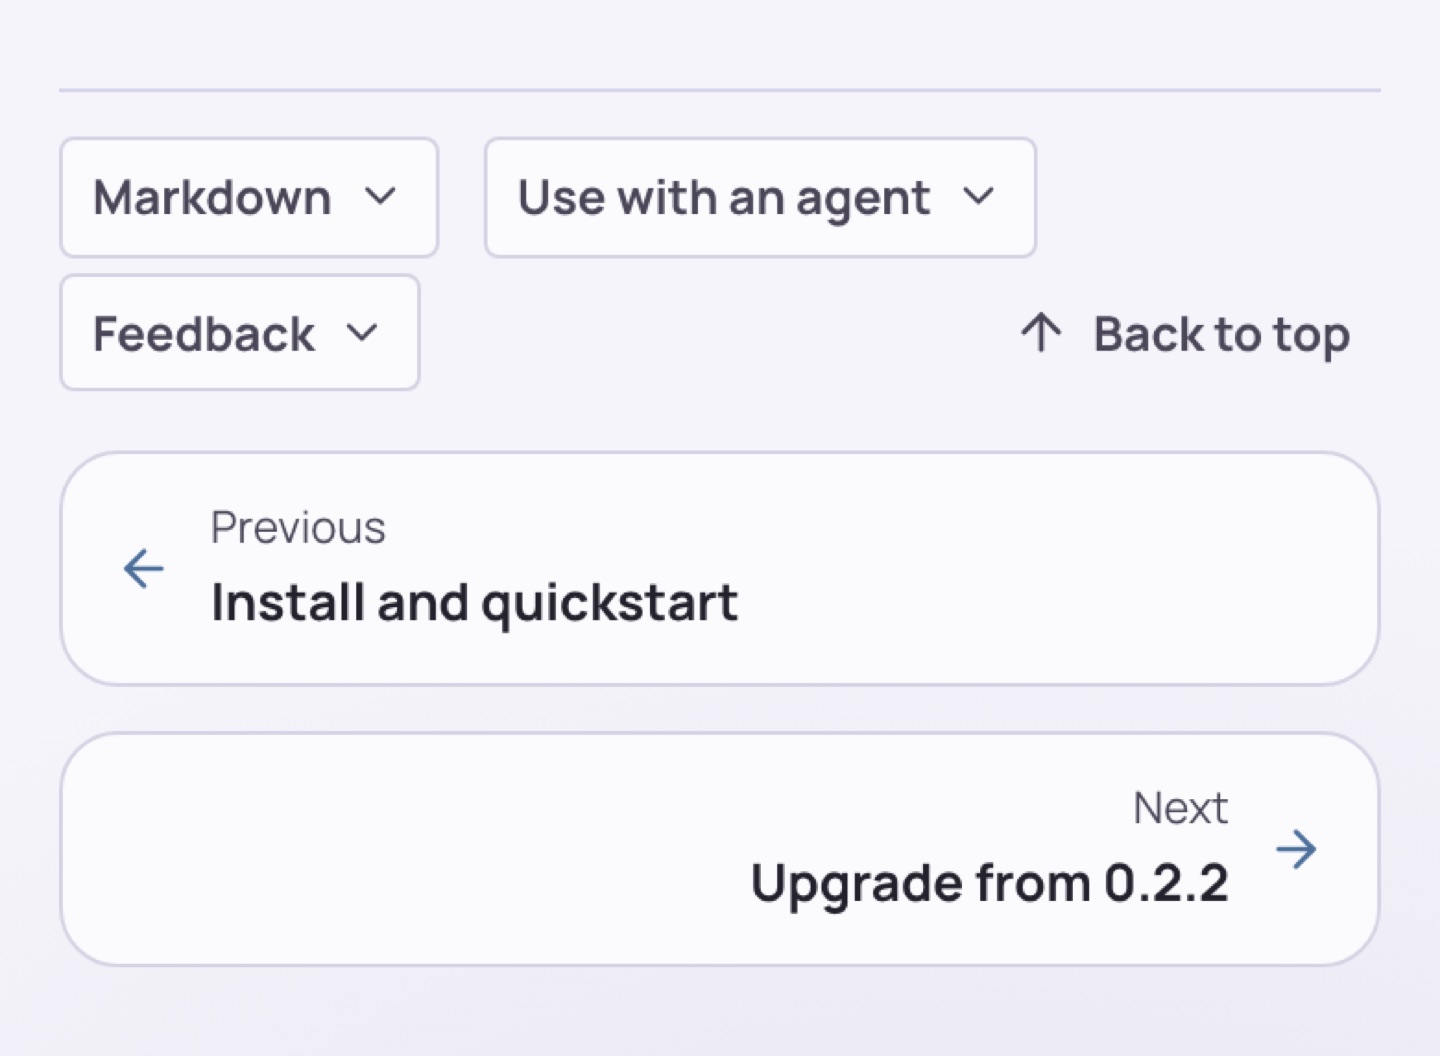 Markdown
Use with an agent
Feedback
Back to top
Previous
Install and quickstart
Next
Upgrade from 0.2.2